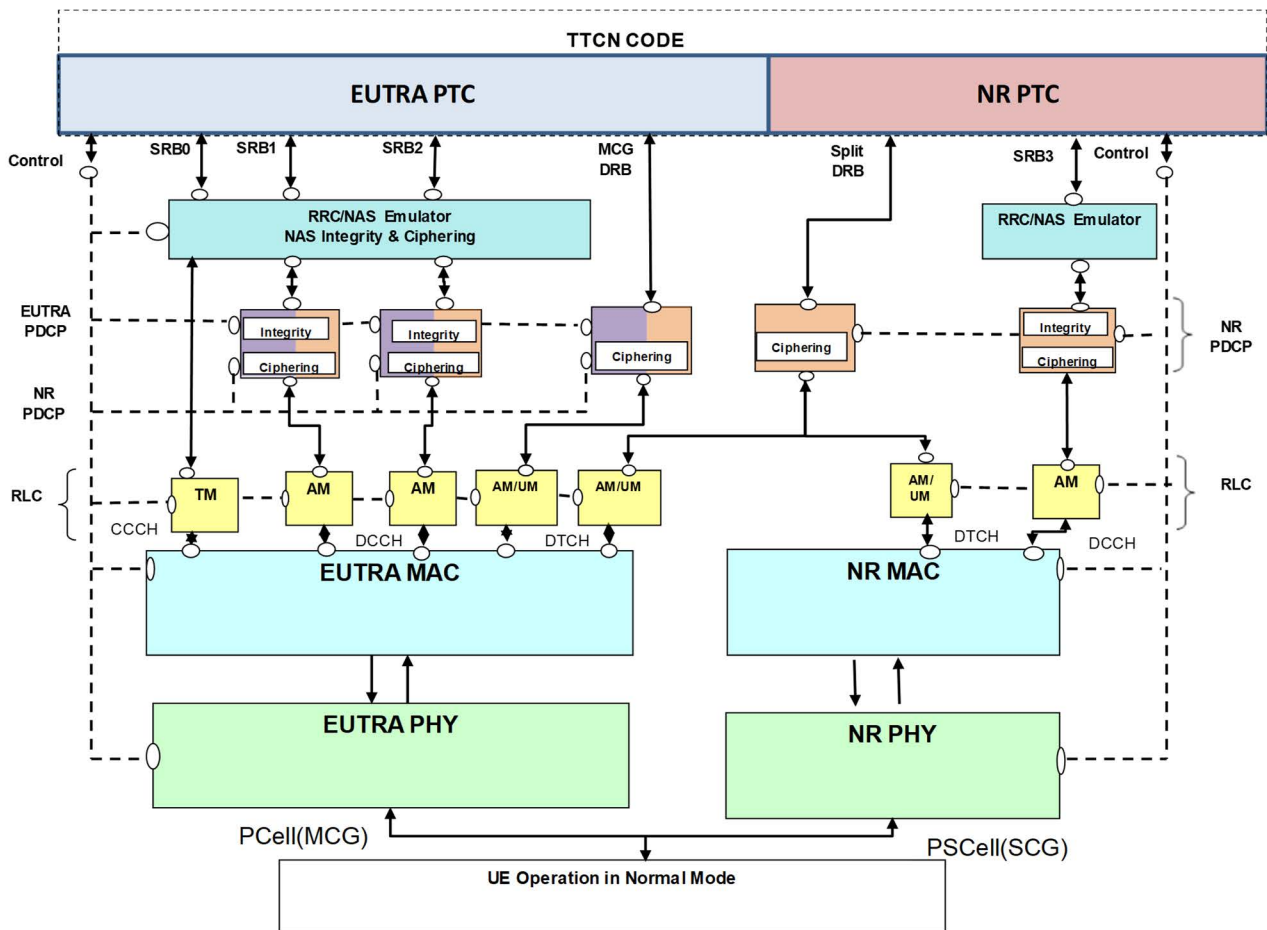 TTCN CODE
EUTRA PTC
NR PTC
Control
SRB0
SRB1
SRB2
MCG
DRB
Split
DRB
SRB3
Control
RRC/NAS Emulator
NAS Integrity & Ciphering
RRC/NAS Emulator
EUTRA
PDCP
Integrity
Ciphering
Integrity
Ciphering
Ciphering
Ciphering
Integrity
Ciphering
NR
PDCP
NR
PDCP
RLC
TM
AM
AM
AM/UM
AM/UM
AM/
UM
AM
RLC
CCCH
DCCH
DTCH
DTCH
DCCH
EUTRA MAC
NR MAC
EUTRA PHY
NR PHY
PCell(MCG)
PSCell(SCG)
UE Operation in Normal Mode